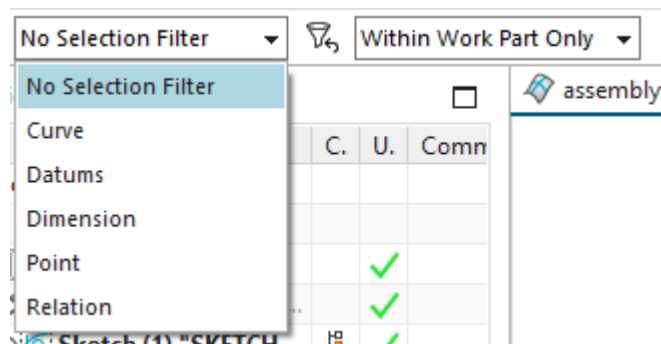 No Selection Filter
Within Work Part Only
No Selection Filter
assembly
Curve
C. U. Comm
Datums
Dimension
Point
Relation
Sketch (1) "SKETCH